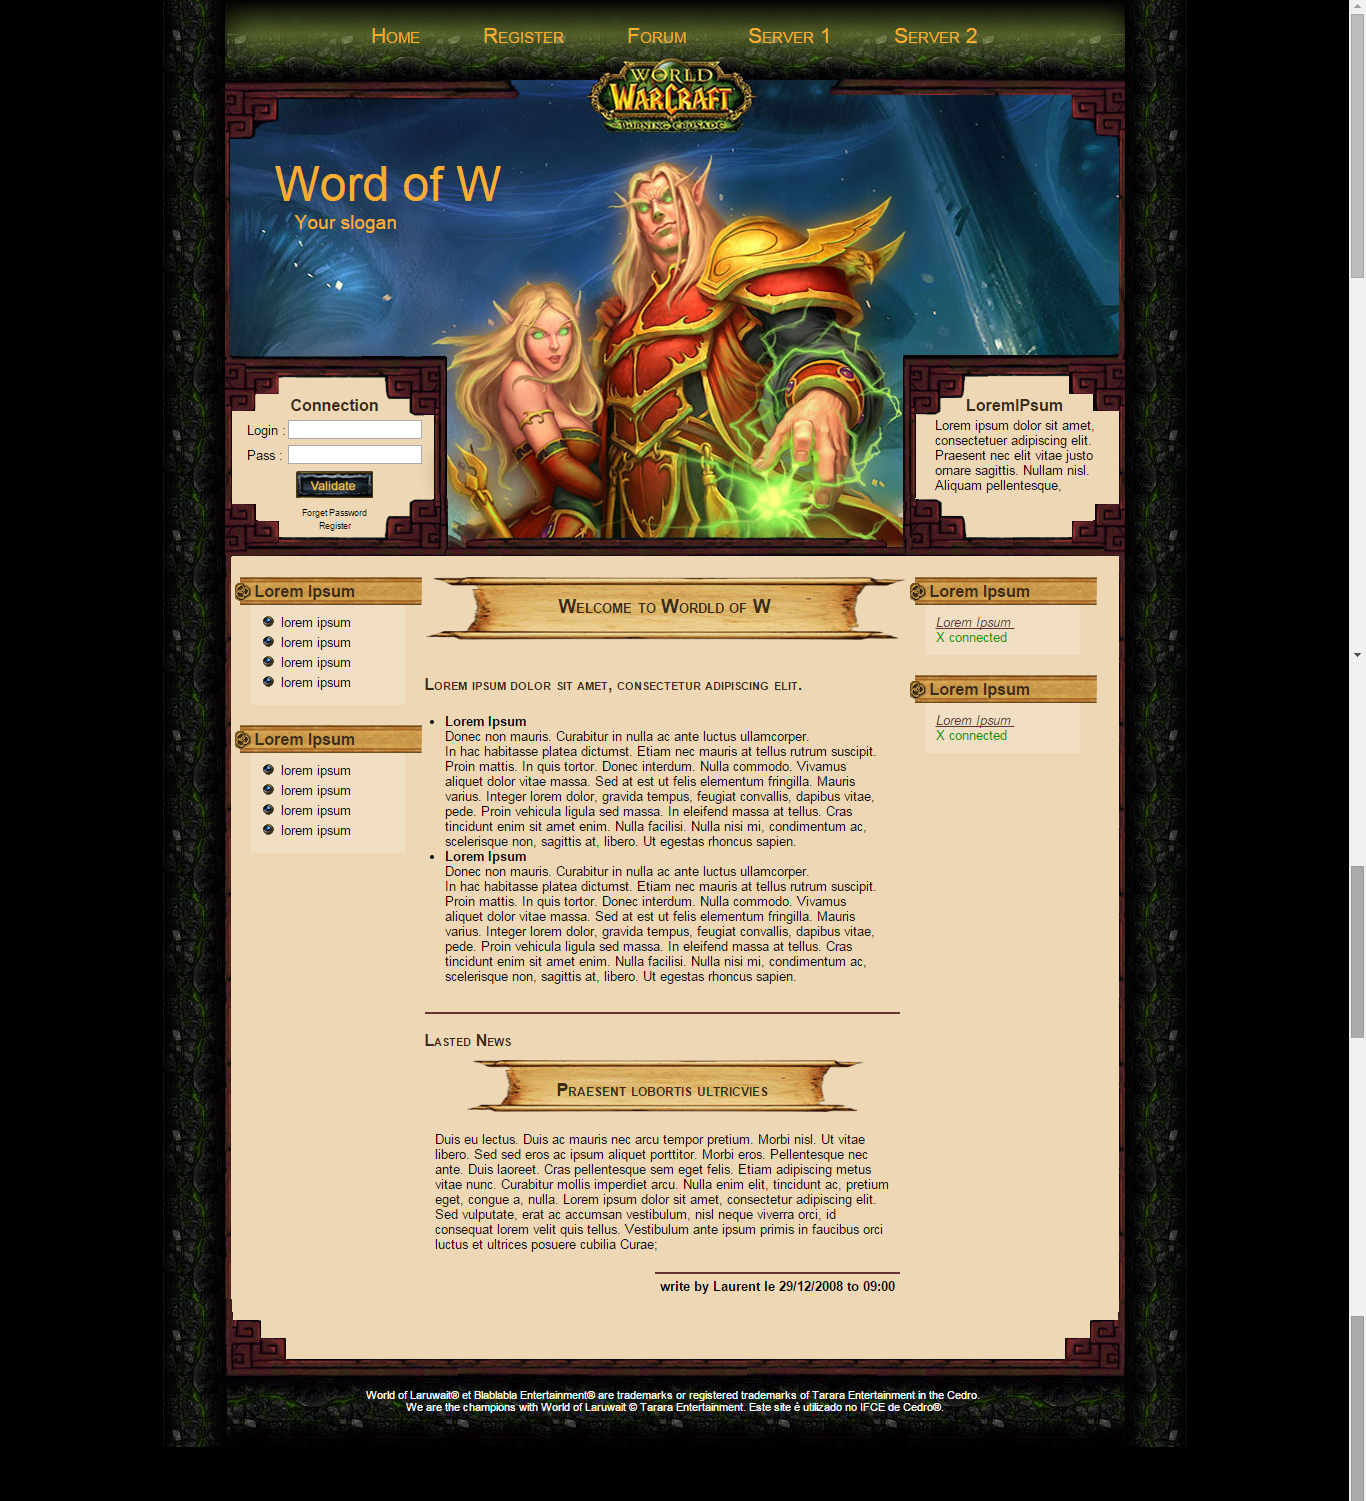 Home Register Forum Server 1 Server 2
WORLD
WARCRAFT
BURNING CRUSADE
Word of W
Your slogan
Connection
Login :
Pass :
Validate
Forget Password
Register
LoremIPsum
Lorem ipsum dolor sit amet,
consectetuer adipiscing elit.
Praesent nec elit vitae justo
ornare sagittis. Nullam nisl.
Aliquam pellentesque,
Lorem Ipsum
lorem ipsum
lorem ipsum
lorem ipsum
lorem ipsum
Lorem Ipsum
lorem ipsum
lorem ipsum
lorem ipsum
lorem ipsum
Welcome to Wordld of W
Lorem ipsum dolor sit amet, consectetur adipiscing elit.
Lorem Ipsum
Donec non mauris. Curabitur in nulla ac ante luctus ullamcorper.
In hac habitasse platea dictumst. Etiam nec mauris at tellus rutrum suscipit.
Proin mattis. In quis tortor. Donec interdum. Nulla commodo. Vivamus
aliquet dolor vitae massa. Sed at est ut felis elementum fringilla. Mauris
varius. Integer lorem dolor, gravida tempus, feugiat convallis, dapibus vitae,
pede. Proin vehicula ligula sed massa. In eleifend massa at tellus. Cras
tincidunt enim sit amet enim. Nulla facilisi. Nulla nisi mi, condimentum ac,
scelerisque non, sagittis at, libero. Ut egestas rhoncus sapien.
Lorem Ipsum
Donec non mauris. Curabitur in nulla ac ante luctus ullamcorper.
In hac habitasse platea dictumst. Etiam nec mauris at tellus rutrum suscipit.
Proin mattis. In quis tortor. Donec interdum. Nulla commodo. Vivamus
aliquet dolor vitae massa. Sed at est ut felis elementum fringilla. Mauris
varius. Integer lorem dolor, gravida tempus, feugiat convallis, dapibus vitae,
pede. Proin vehicula ligula sed massa. In eleifend massa at tellus. Cras
tincidunt enim sit amet enim. Nulla facilisi. Nulla nisi mi, condimentum ac,
scelerisque non, sagittis at, libero. Ut egestas rhoncus sapien.
Lasted News
Praesent lobortis ultricvies
Duis eu lectus. Duis ac mauris nec arcu tempor pretium. Morbi nisl. Ut vitae
libero. Sed sed eros ac ipsum aliquet porttitor. Morbi eros. Pellentesque nec
ante. Duis laoreet. Cras pellentesque sem eget felis. Etiam adipiscing metus
vitae nunc. Curabitur mollis imperdiet arcu. Nulla enim elit, tincidunt ac, pretium
eget, congue a, nulla. Lorem ipsum dolor sit amet, consectetur adipiscing elit.
Sed vulputate, erat ac accumsan vestibulum, nisl neque viverra orci, id
consequat lorem velit quis tellus. Vestibulum ante ipsum primis in faucibus orci
luctus et ultrices posuere cubilia Curae;
write by Laurent le 29/12/2008 to 09:00
Lorem Ipsum
Lorem Ipsum
X connected
Lorem Ipsum
Lorem Ipsum
X connected
World of Laruwait® et Blablabla Entertainment® are trademarks or registered trademarks of Tarara Entertainment in the Cedro.
We are the champions with World of Laruwait © Tarara Entertainment. Este site é utilizado no IFCE de Cedro®.